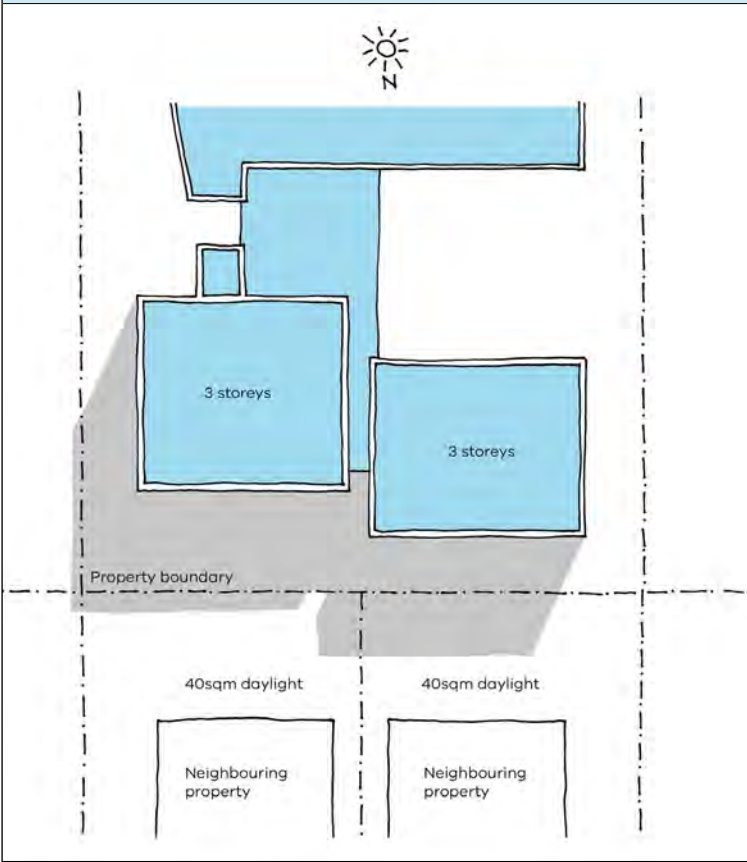 N
3 storeys
3 storeys
Property boundary
40sqm daylight
40sqm daylight
Neighbouring
property
Neighbouring
property